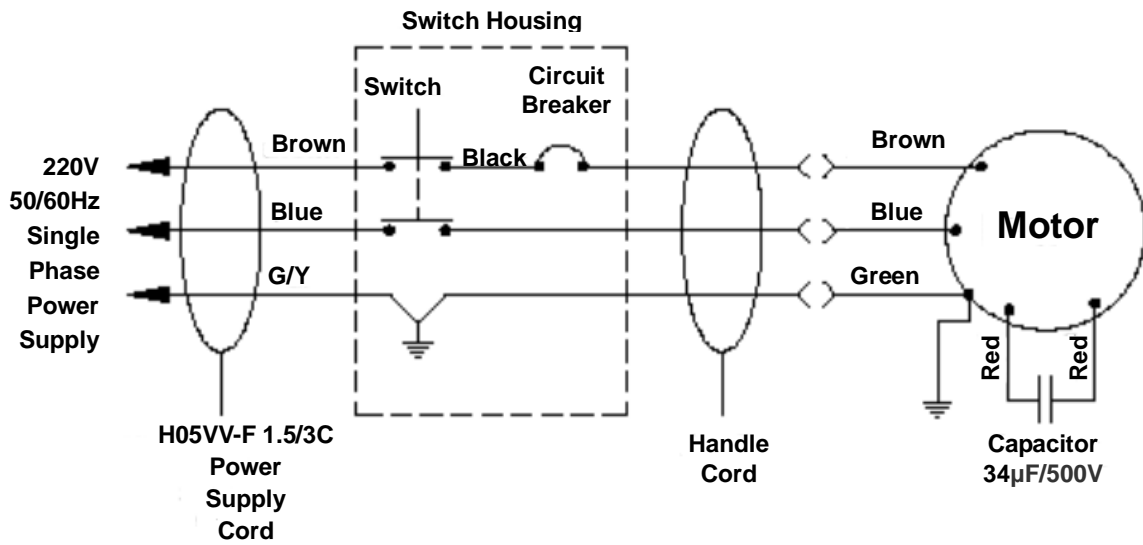 Switch Housing
Switch
Circuit
Breaker
Brown
Black
Brown
220V
50/60Hz
Single
Phase
Power
Supply
Blue
Blue
Motor
G/Y
Green
Red
Red
H05VV-F 1.5/3C
Power
Supply
Cord
Handle
Cord
Capacitor
34µF/500V